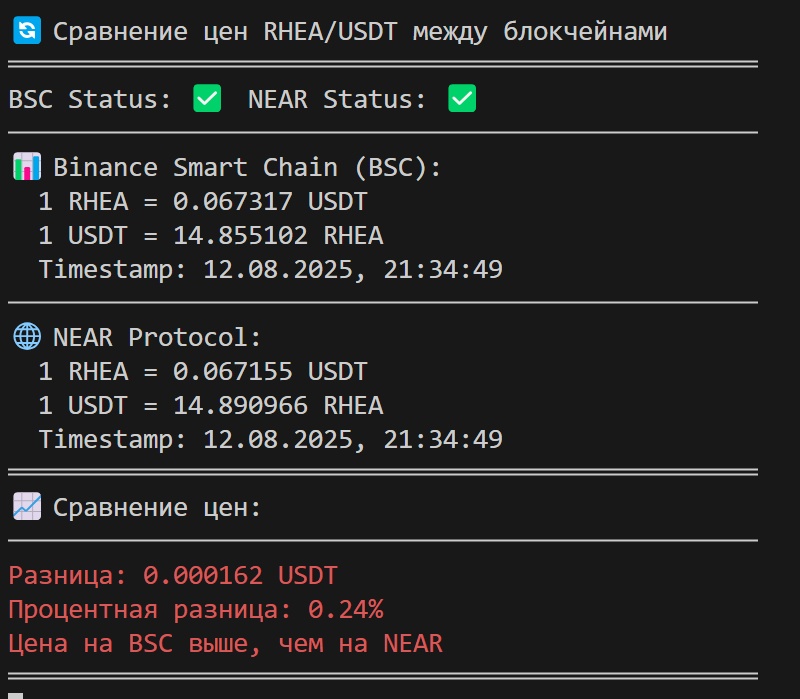 🔄 Сравнение цен RHEA/USDT между блокчейнами
BSC Status: ✅ NEAR Status: ✅
📊 Binance Smart Chain (BSC):
1 RHEA = 0.067317 USDT
1 USDT = 14.855102 RHEA
Timestamp: 12.08.2025, 21:34:49
🌐 NEAR Protocol:
1 RHEA = 0.067155 USDT
1 USDT = 14.890966 RHEA
Timestamp: 12.08.2025, 21:34:49
📈 Сравнение цен:
Разница: 0.000162 USDT
Процентная разница: 0.24%
Цена на BSC выше, чем на NEAR